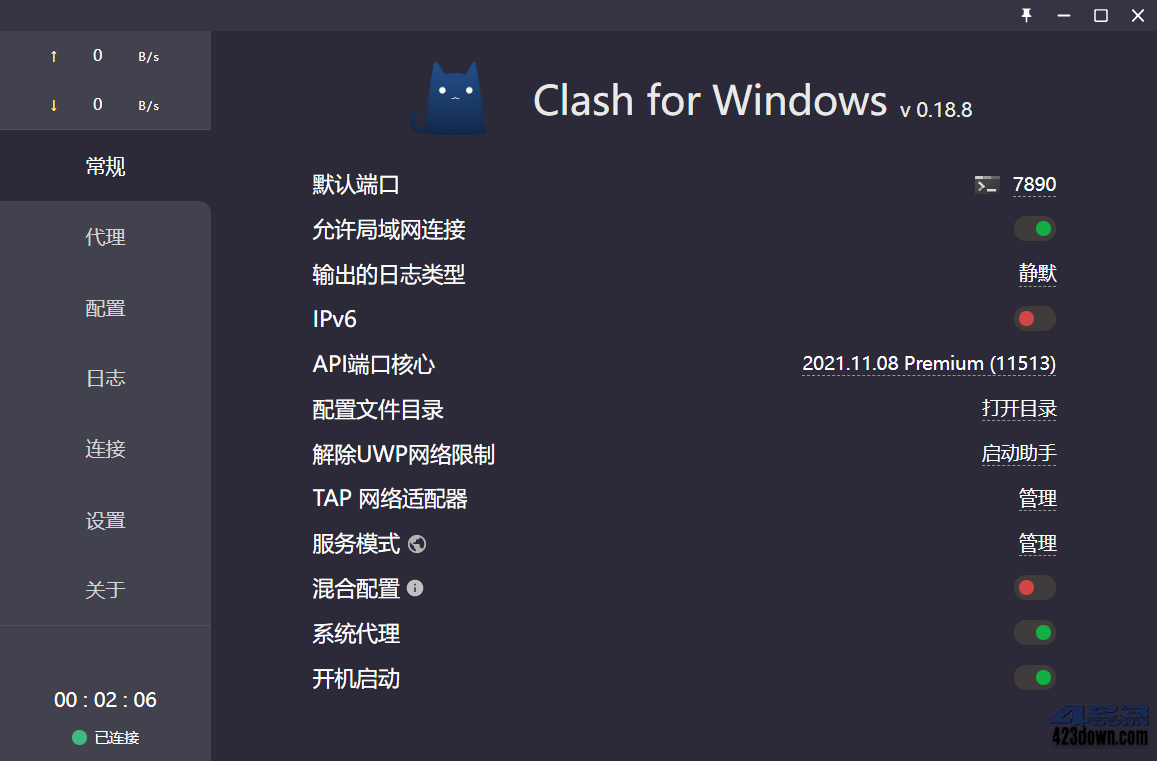 ↑ 0 B/s
↓ 0 B/s
常规
代理
配置
日志
连接
设置
关于
00 : 02 : 06
已连接
Clash for Windows v 0.18.8
默认端口 7890
允许局域网连接
输出的日志类型 静默
IPv6
API端口核心 2021.11.08 Premium (11513)
配置文件目录 打开目录
解除UWP网络限制 启动助手
TAP 网络适配器 管理
服务模式 管理
混合配置
系统代理
开机启动
423down.com